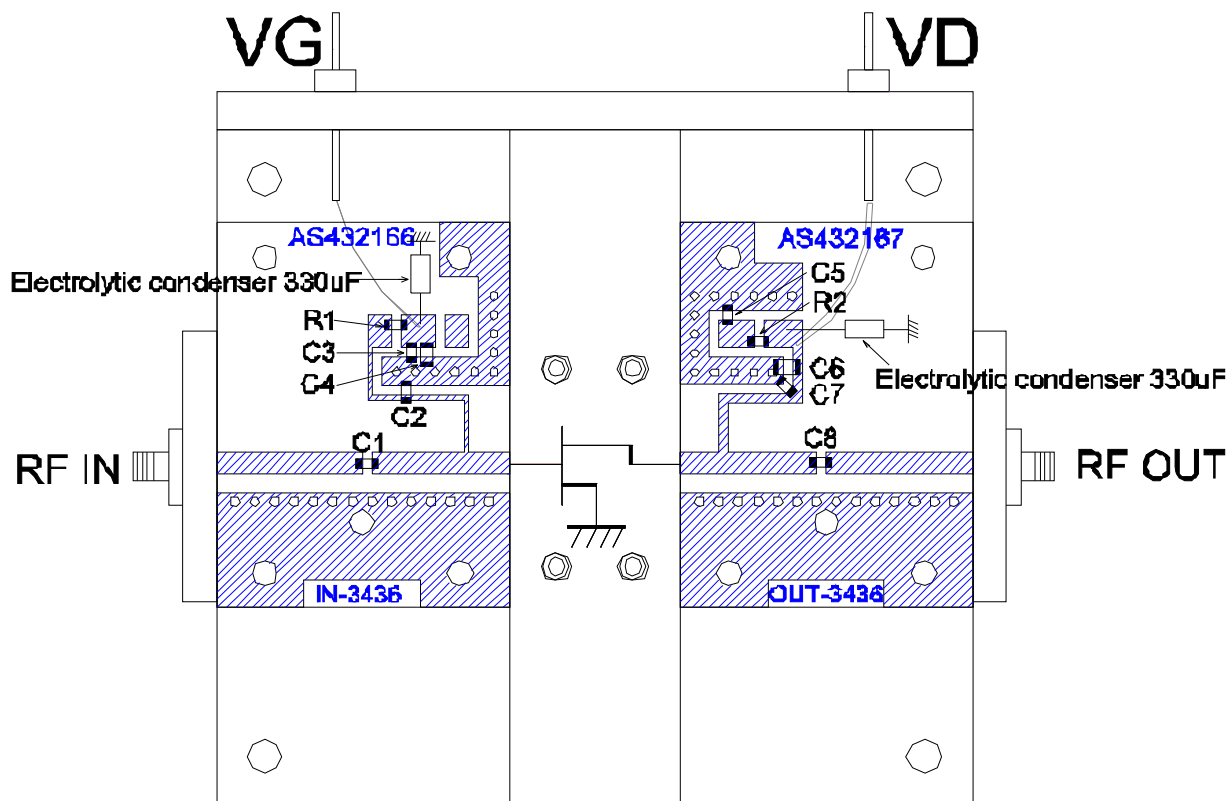 VG
VD
AS432166
AS432167
Electrolytic condenser 330uF
C5
R2
R1
C3
C4
C6
C7
Electrolytic condenser 330uF
C2
C1
C8
RF IN
RF OUT
IN-3436
OUT-3436